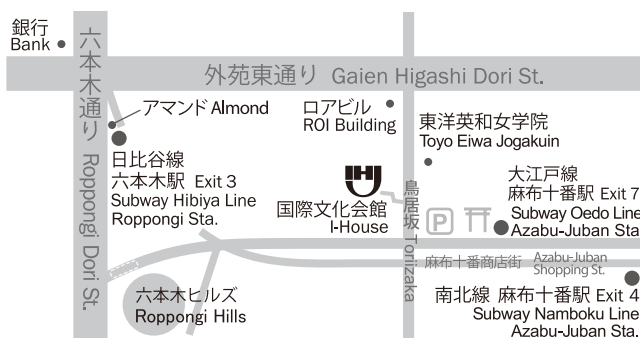 銀行
Bank
六本木通り Roppongi Dori St.
外苑東通り Gaien Higashi Dori St.
アマンド Almond
ロアビル
ROI Building
東洋英和女学院
Toyo Eiwa Jogakuin
日比谷線
六本木駅 Exit 3
Subway Hibiya Line
Roppongi Sta.
国際文化会館
I-House
鳥居坂 Toriizaka
P
大江戸線
麻布十番駅 Exit 7
Subway Oedo Line
Azabu-Juban Sta
麻布十番商店街 Azabu-Juban
Shopping St.
六本木ヒルズ
Roppongi Hills
南北線 麻布十番駅 Exit 4
Subway Namboku Line
Azabu-Juban Sta.